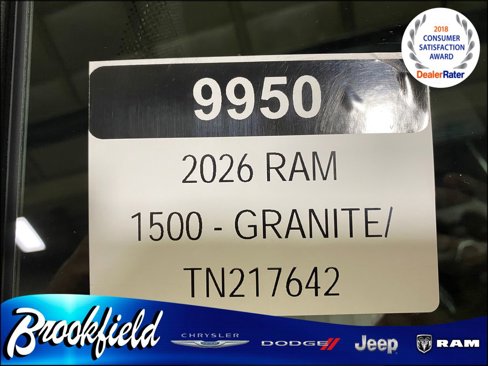 2018
CONSUMER
SATISFACTION
AWARD
DealerRater
9950
2026 RAM
1500 - GRANITE/
TN217642
Brookfield
CHRYSLER
DODGE
Jeep
RAM